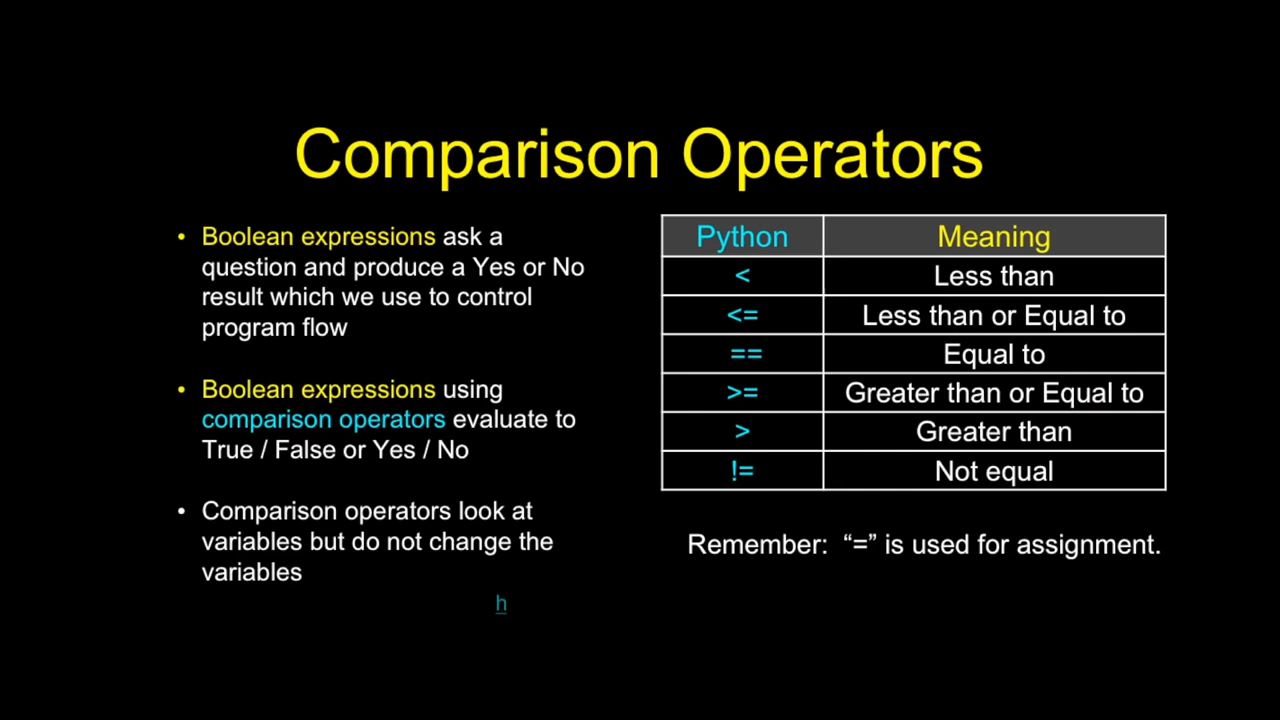 Comparison Operators
• Boolean expressions ask a
question and produce a Yes or No
result which we use to control
program flow
• Boolean expressions using
comparison operators evaluate to
True / False or Yes / No
• Comparison operators look at
variables but do not change the
variables
h
Python Meaning
< Less than
<= Less than or Equal to
== Equal to
>= Greater than or Equal to
> Greater than
!= Not equal
Remember: “=” is used for assignment.